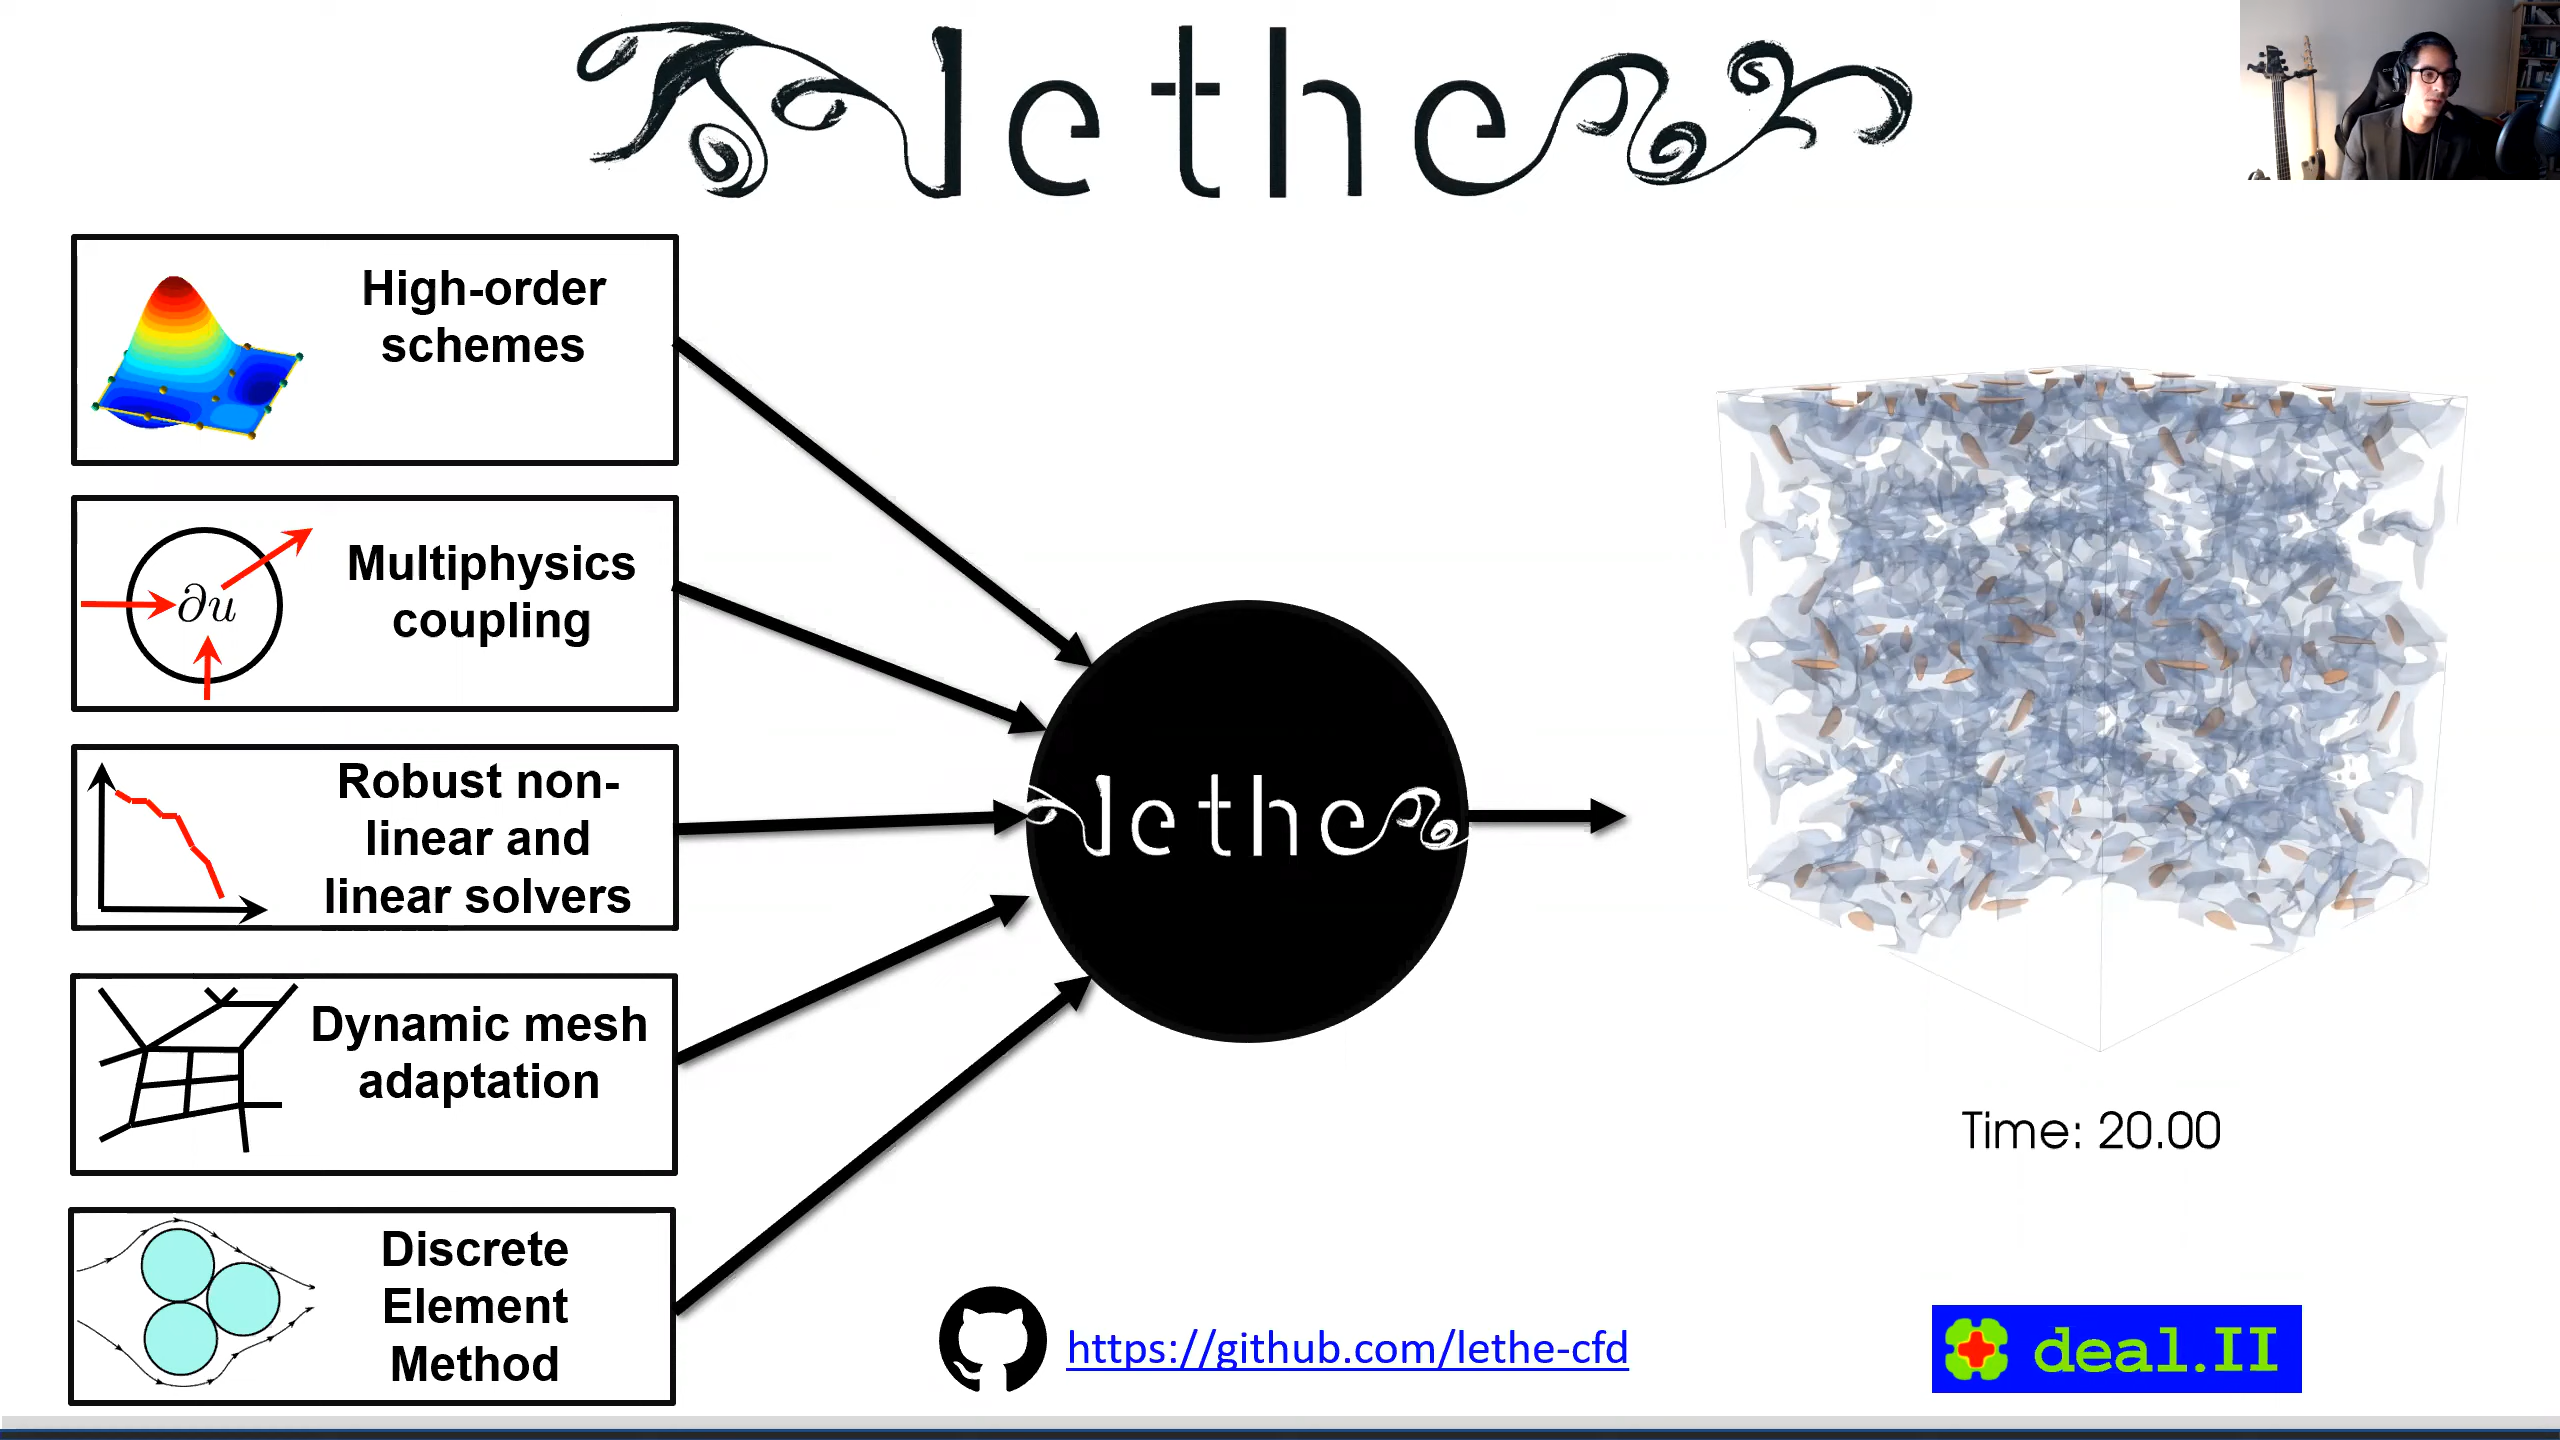 lethe
High-order
schemes
∂u
Multiphysics
coupling
Robust non-
linear and
linear solvers
Dynamic mesh
adaptation
Discrete
Element
Method
lethe
Time: 20.00
https://github.com/lethe-cfd
deal.II